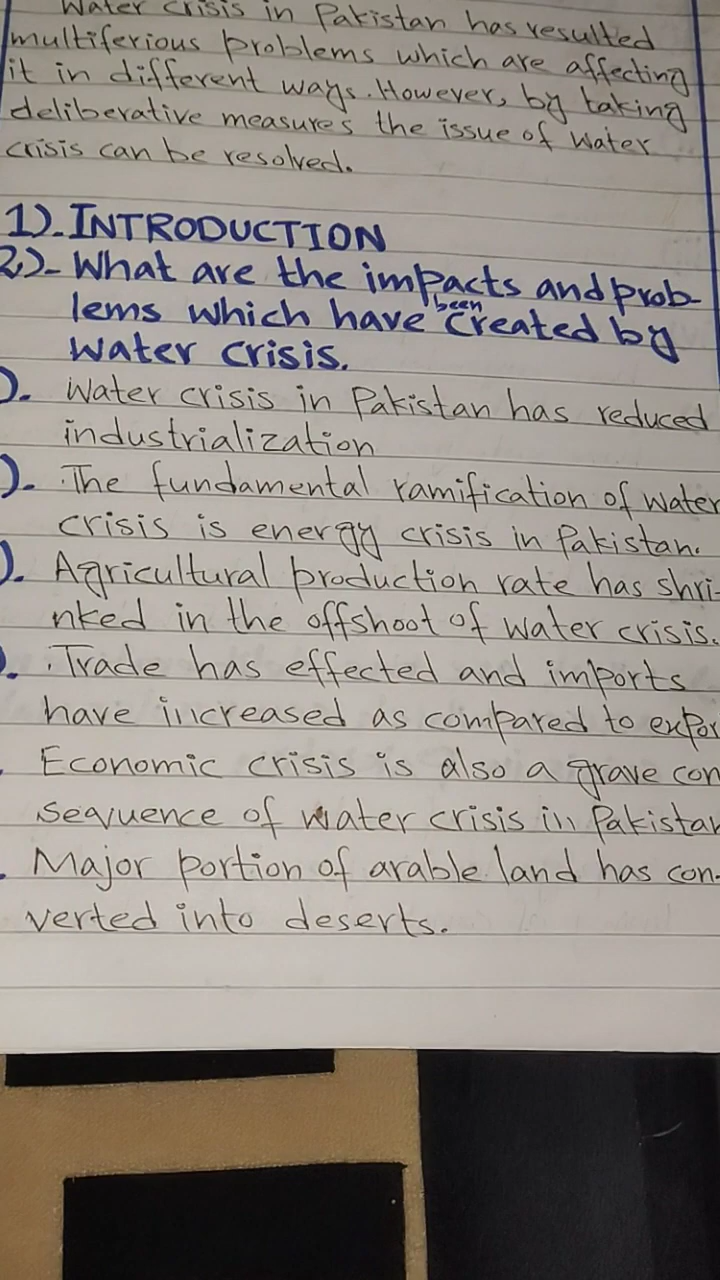 Water crisis in Pakistan has resulted
multiferious problems which are affecting
it in different ways. However, by taking
deliberative measures the issue of water
crisis can be resolved.
1). INTRODUCTION
2)- What are the impacts and prob-
lems which have been created by
water crisis.
). Water crisis in Pakistan has reduced
industrialization
). The fundamental ramification of water
crisis is energy crisis in Pakistan.
). Agricultural production rate has shri-
nked in the offshoot of water crisis.
. Trade has effected and imports
have increased as compared to expor
Economic crisis is also a grave con
sequence of water crisis in Pakistan
. Major portion of arable land has con-
verted into deserts.